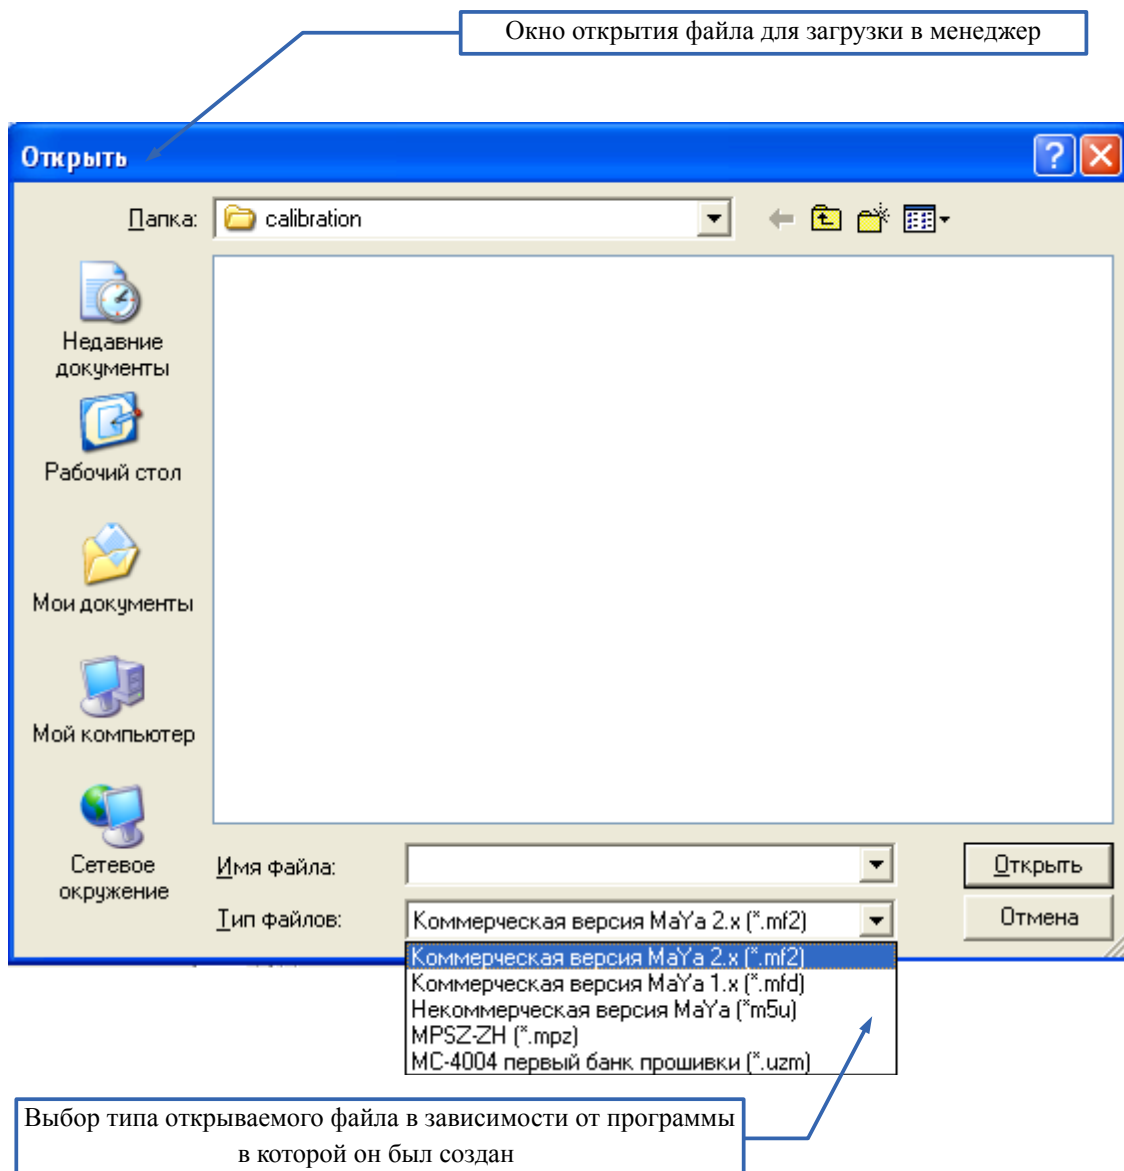 Окно открытия файла для загрузки в менеджер
Открыть
Папка:
calibration
Недавние
документы
Рабочий стол
Мои документы
Мой компьютер
Сетевое
окружение
Имя файла:
Открыть
Тип файлов:
Коммерческая версия MaYa 2.x (*.mf2)
Отмена
Коммерческая версия MaYa 2.x (*.mf2)
Коммерческая версия MaYa 1.x (*.mfd)
Некоммерческая версия MaYa (*m5u)
MPSZ-ZH (*.mpz)
МС-4004 первый банк прошивки (*.uzm)
Выбор типа открываемого файла в зависимости от программы
в которой он был создан